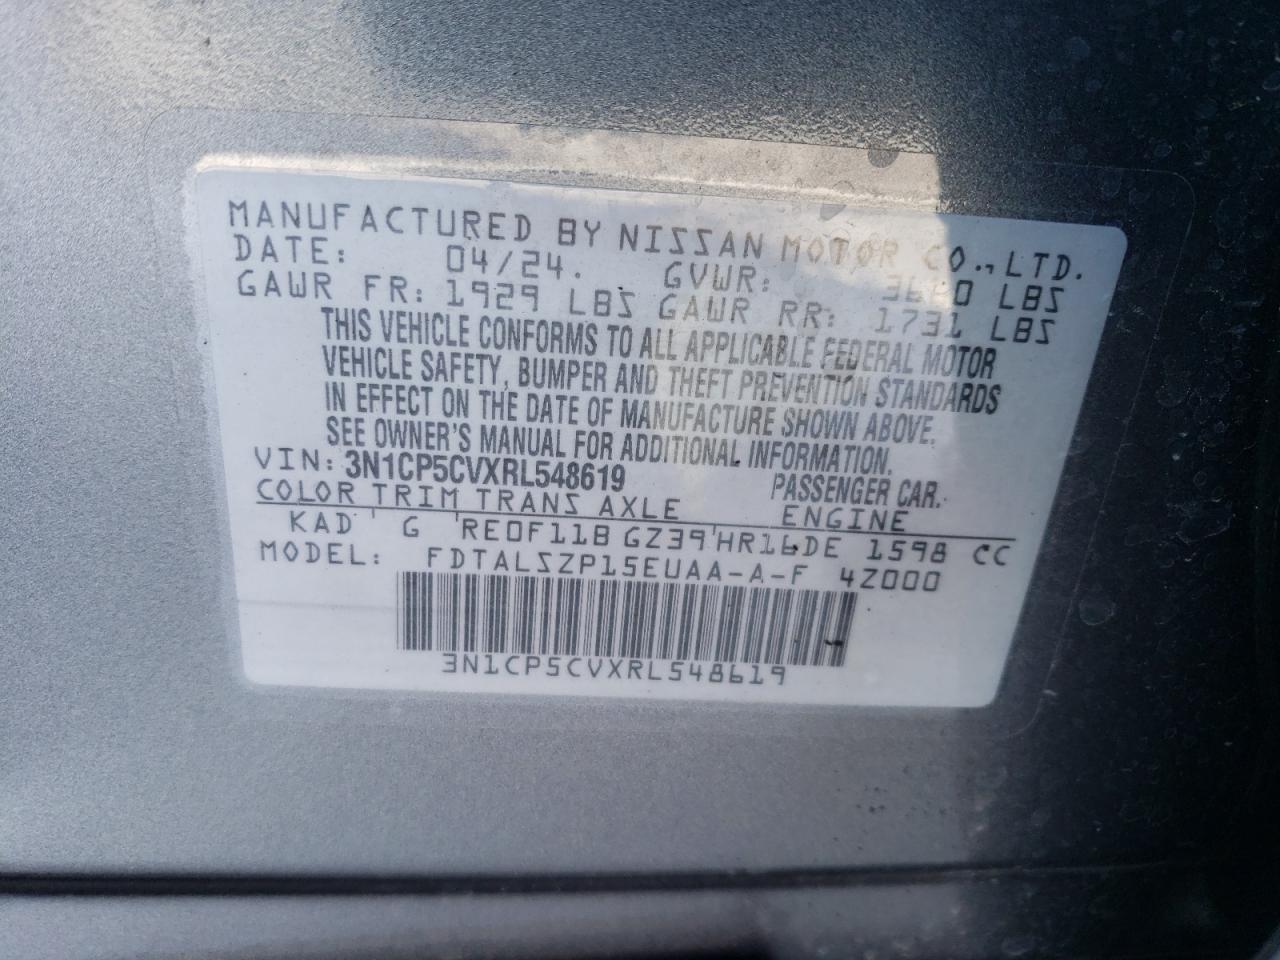 MANUFACTURED BY NISSAN MOTOR CO., LTD.
DATE: 04/24. GVWR: LBS
GAWR FR: 1929 LBS GAWR RR: 1731 LBS
THIS VEHICLE CONFORMS TO ALL APPLICABLE FEDERAL MOTOR
VEHICLE SAFETY, BUMPER AND THEFT PREVENTION STANDARDS
IN EFFECT ON THE DATE OF MANUFACTURE SHOWN ABOVE.
SEE OWNER'S MANUAL FOR ADDITIONAL INFORMATION.
VIN: 3N1CP5CVXRL548619 PASSENGER CAR.
COLOR TRIM TRANS AXLE ENGINE
KAD G RE0F11B GZ39 HR16DE 1598 CC
MODEL: FDTALSZP15EUAA-A-F 4Z000
3N1CP5CVXRL548619